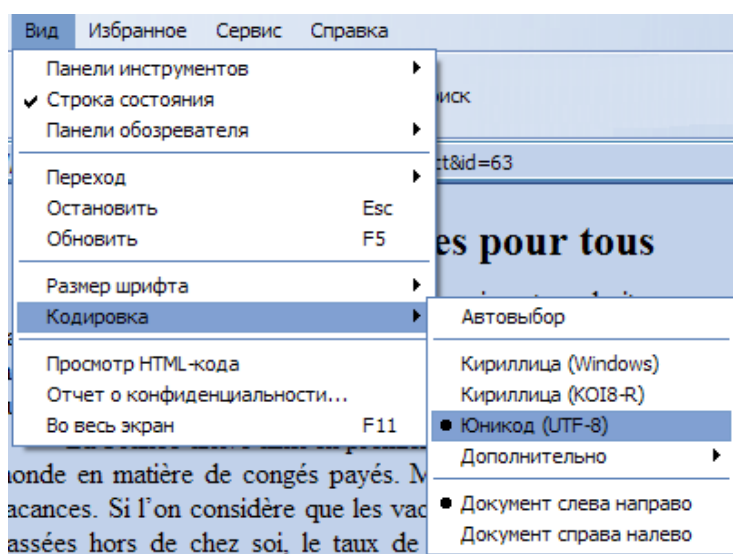 Вид Избранное Сервис Справка
Панели инструментов
Строка состояния
иск
Панели обозревателя
Переход
ct&id=63
Остановить Esc
Обновить F5
es pour tous
Размер шрифта
Кодировка
Автовыбор
Просмотр HTML-кода
Кириллица (Windows)
Отчет о конфиденциальности...
Кириллица (KOI8-R)
Во весь экран F11
Юникод (UTF-8)
Дополнительно
onde en matière de congés payés. M
acances. Si l’on considère que les vac
Документ слева направо
assées hors de chez soi, le taux de
Документ справа налево